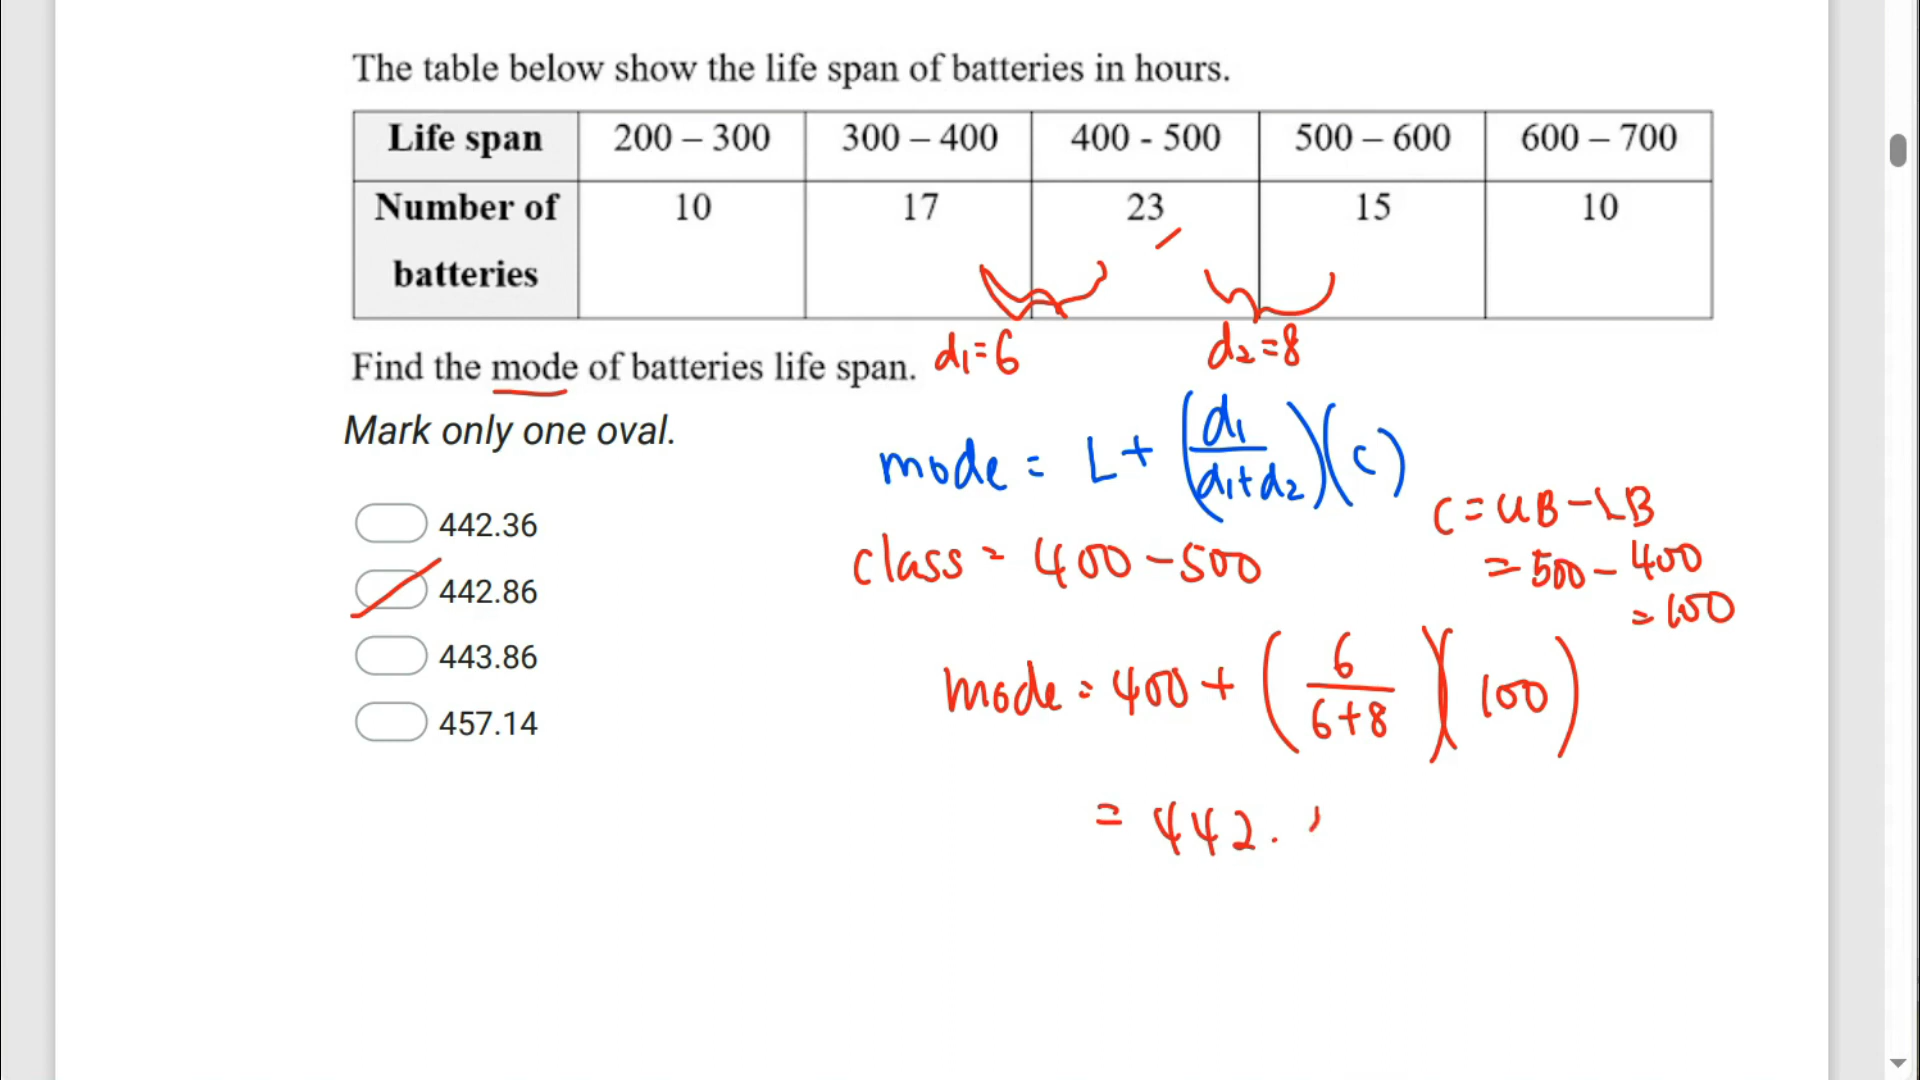 The table below show the life span of batteries in hours.
Life span 200 – 300 300 – 400 400 - 500 500 – 600 600 – 700
Number of batteries 10 17 23 15 10
d1=6 d2=8
Find the mode of batteries life span.
Mark only one oval.
442.36
442.86
443.86
457.14
mode = L + (d1/d1+d2)(c)
class = 400 - 500
c = UB - LB
= 500 - 400
= 100
mode = 400 + (6/6+8)(100)
= 442.